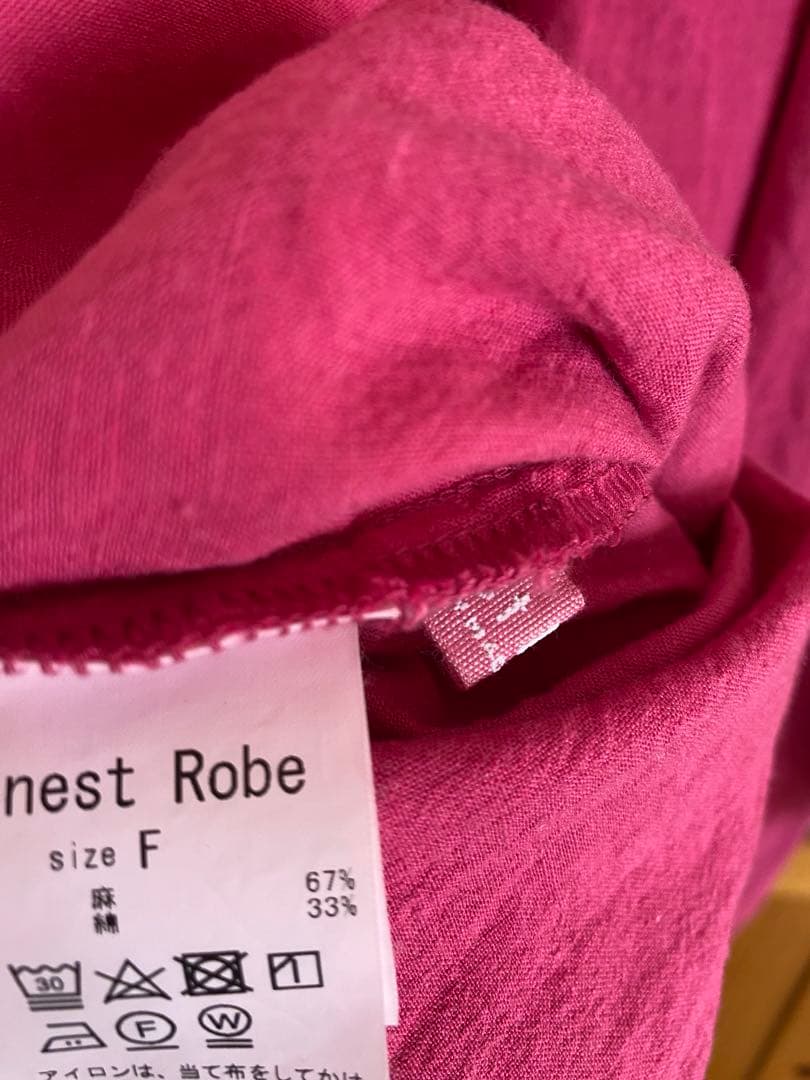 nest Robe
size F
麻 67%
綿 33%
30
F W
アイロンは、当て布をしてかけ